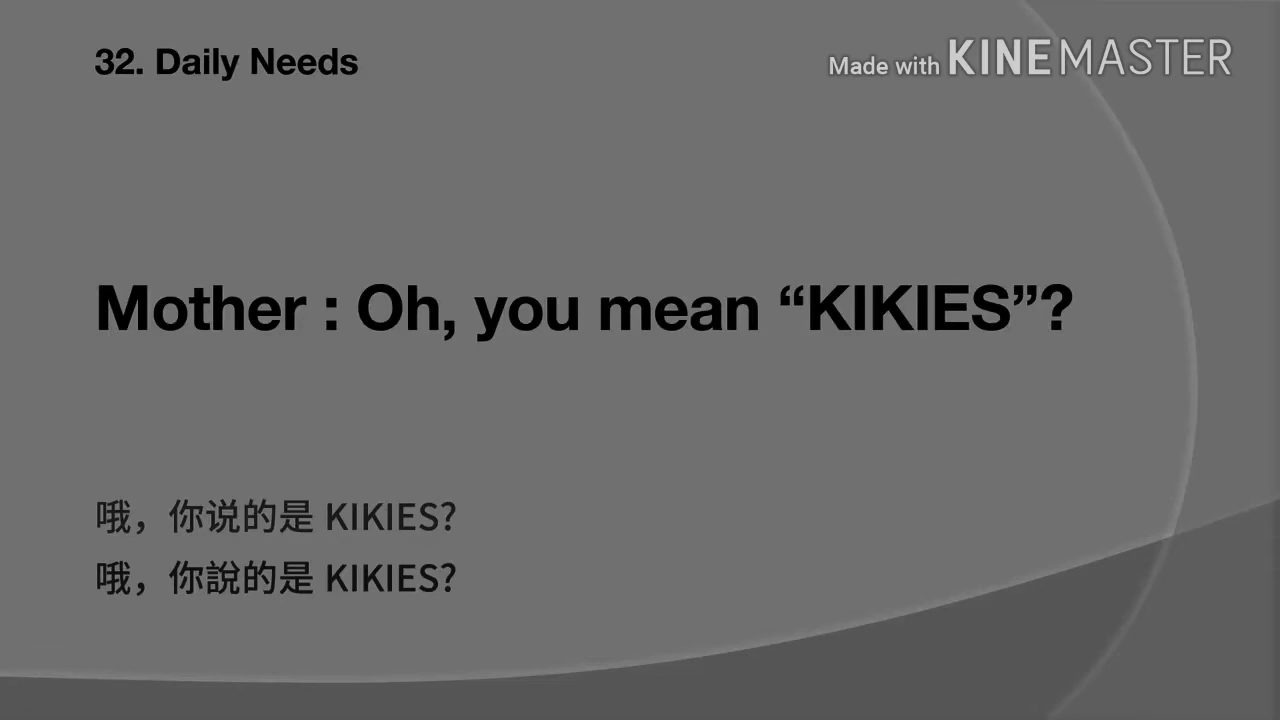 32. Daily Needs
Made with KINEMASTER
Mother : Oh, you mean “KIKIES”?
哦，你说的是 KIKIES?
哦，你說的是 KIKIES?